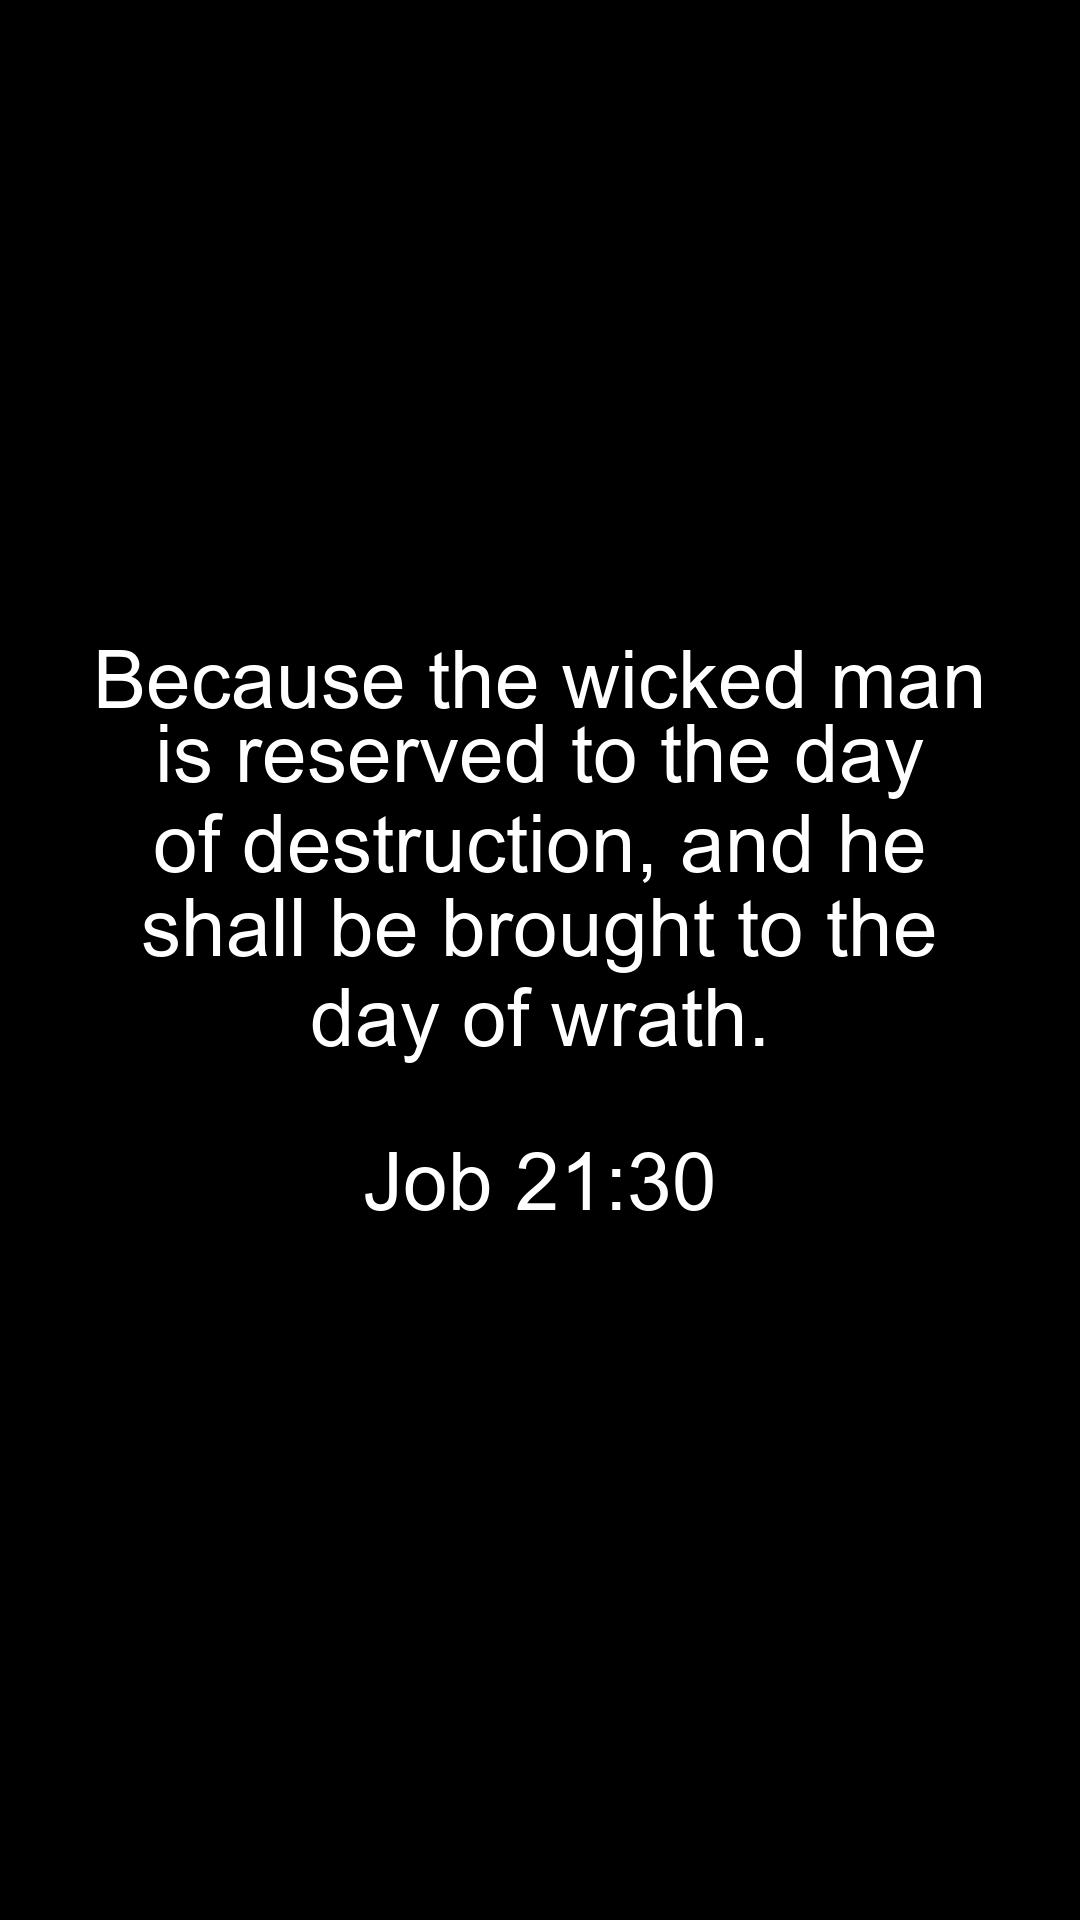 Because the wicked man
is reserved to the day
of destruction, and he
shall be brought to the
day of wrath.
Job 21:30